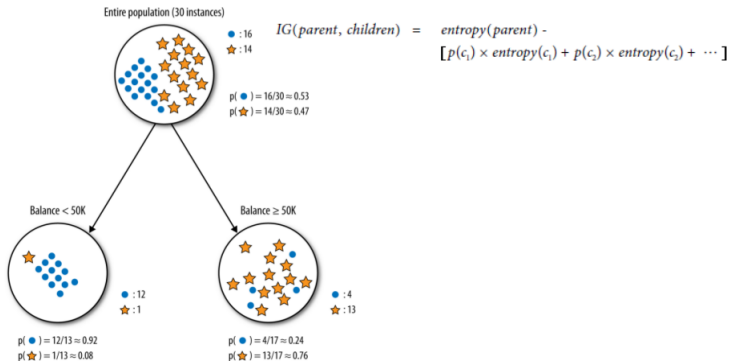 Entire population (30 instances)
: 16
: 14
p( ) = 16/30 ≈ 0.53
p( ) = 14/30 ≈ 0.47
IG(parent, children) = entropy(parent) -
[p(c₁) × entropy(c₁) + p(c₂) × entropy(c₂) + ⋯ ]
Balance < 50K
: 12
: 1
p( ) = 12/13 ≈ 0.92
p( ) = 1/13 ≈ 0.08
Balance ≥ 50K
: 4
: 13
p( ) = 4/17 ≈ 0.24
p( ) = 13/17 ≈ 0.76